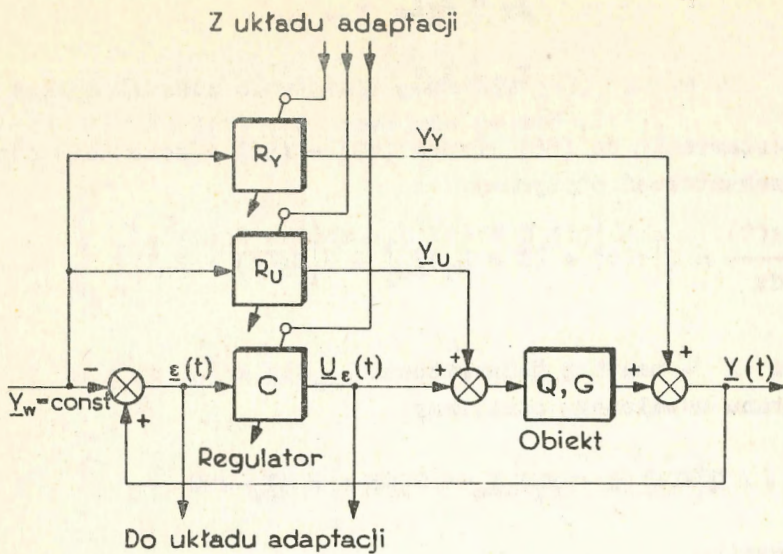 Z układu adaptacji
R_Y
Y_Y
R_U
Y_U
ε(t)
C
U_ε(t)
Q, G
Y(t)
Y_w=const
Regulator
Obiekt
Do układu adaptacji